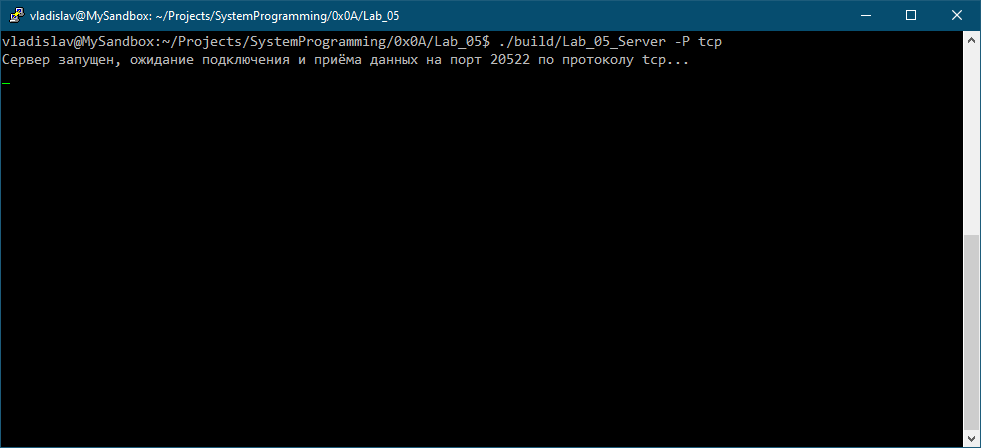 vladislav@MySandbox: ~/Projects/SystemProgramming/0x0A/Lab_05
vladislav@MySandbox:~/Projects/SystemProgramming/0x0A/Lab_05$ ./build/Lab_05_Server -P tcp
Сервер запущен, ожидание подключения и приёма данных на порт 20522 по протоколу tcp...